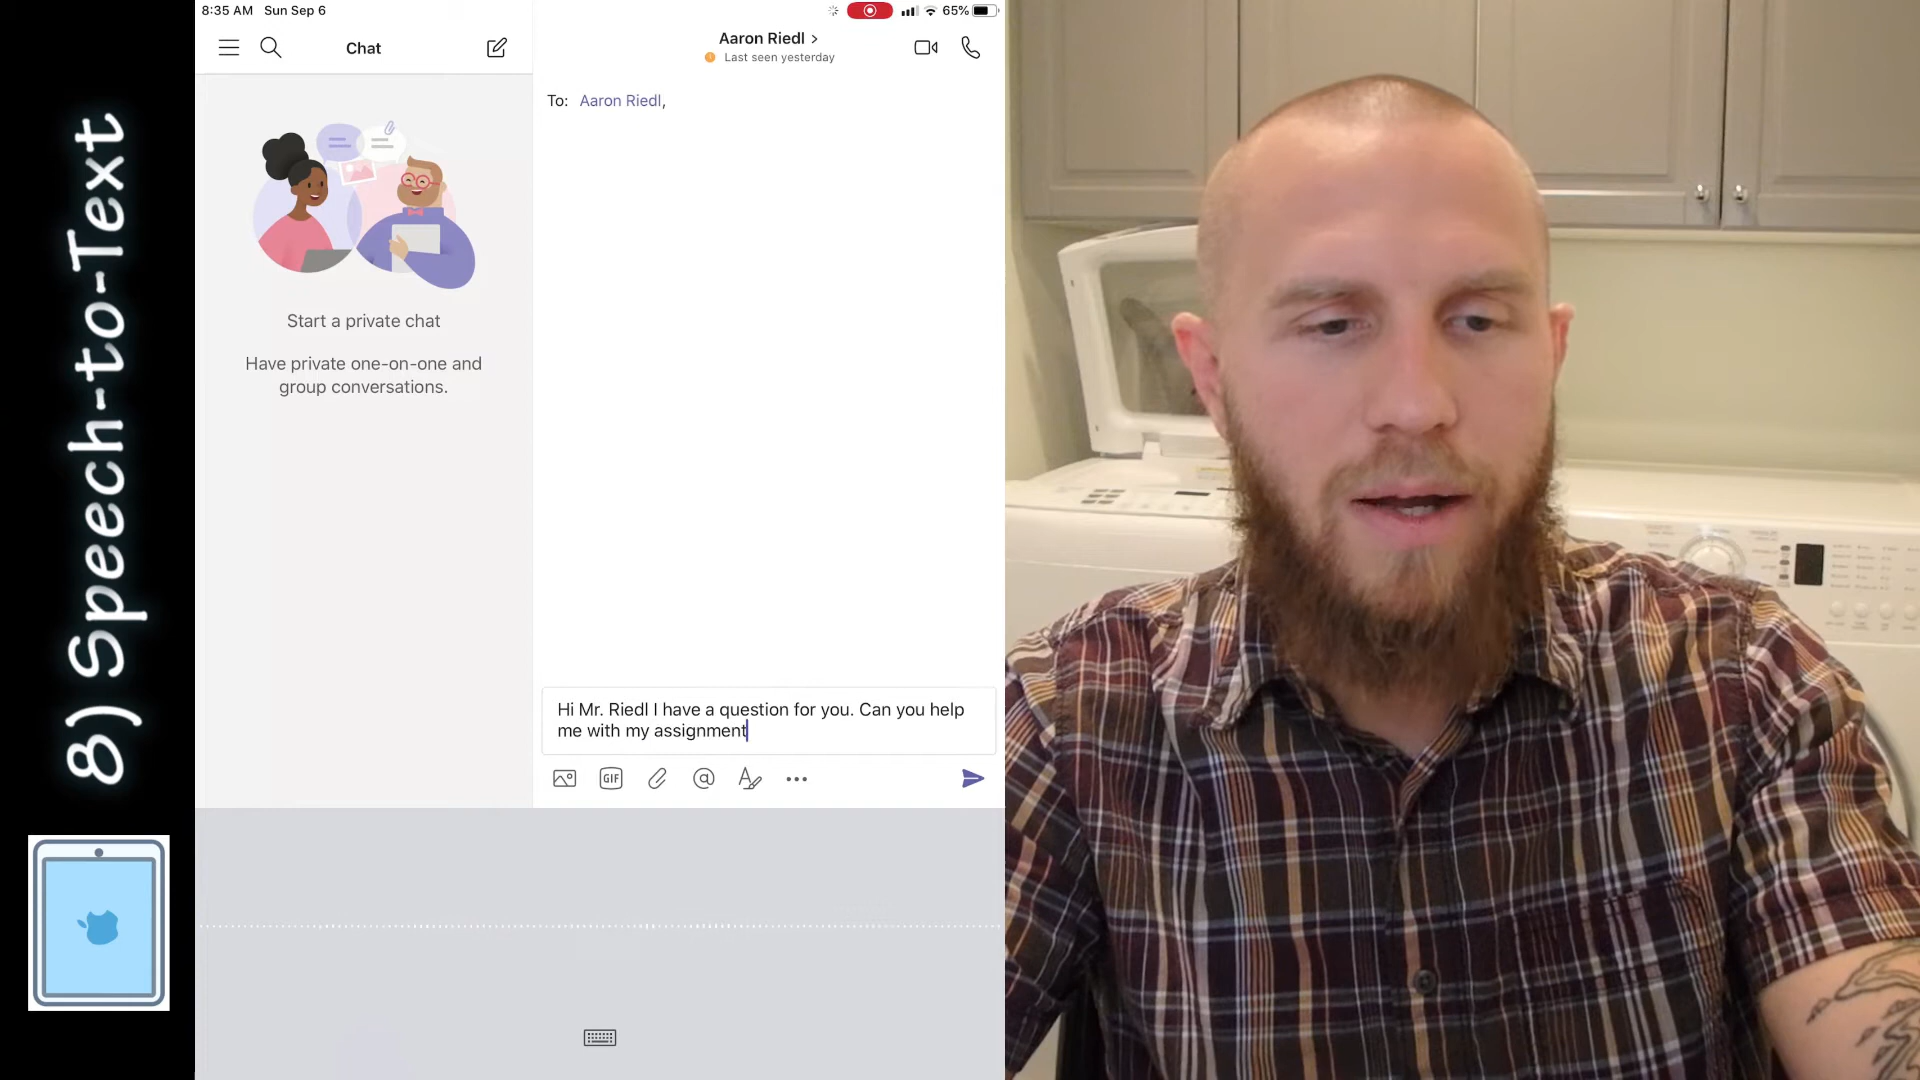 8) Speech-to-Text
8:35 AM Sun Sep 6
65%
Chat
Aaron Riedl >
Last seen yesterday
To: Aaron Riedl,
Start a private chat
Have private one-on-one and
group conversations.
Hi Mr. Riedl I have a question for you. Can you help
me with my assignment
GIF